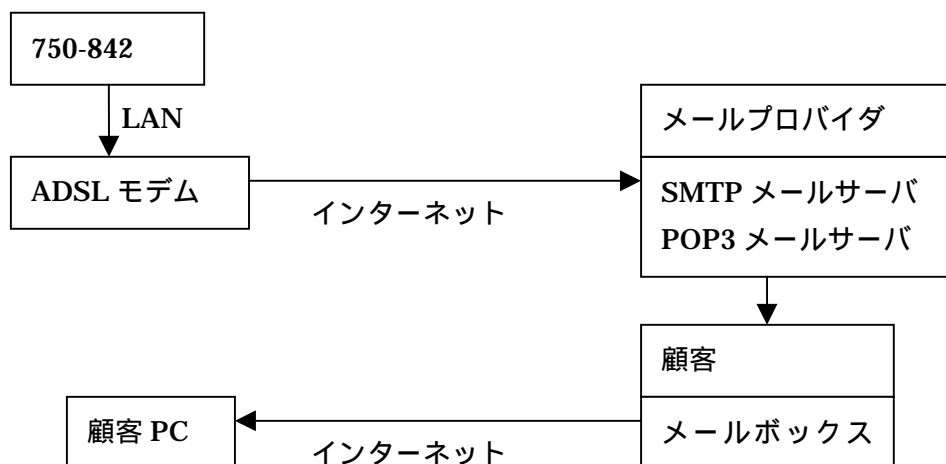 750-842
LAN
メールプロバイダ
ADSL モデム
インターネット
SMTP メールサーバ
POP3 メールサーバ
顧客
顧客 PC
インターネット
メールボックス